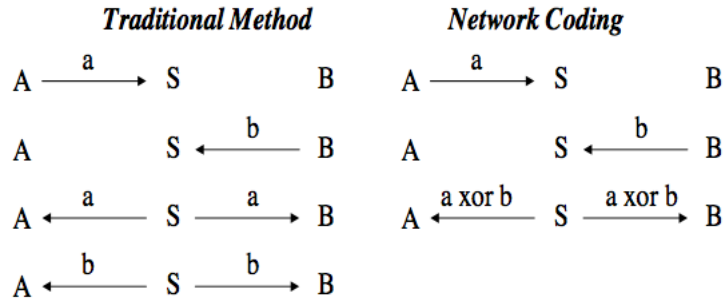 Traditional Method Network Coding
a a
A S B A S B
b b
A S B A S B
a a a xor b a xor b
A S B A S B
b b
A S B